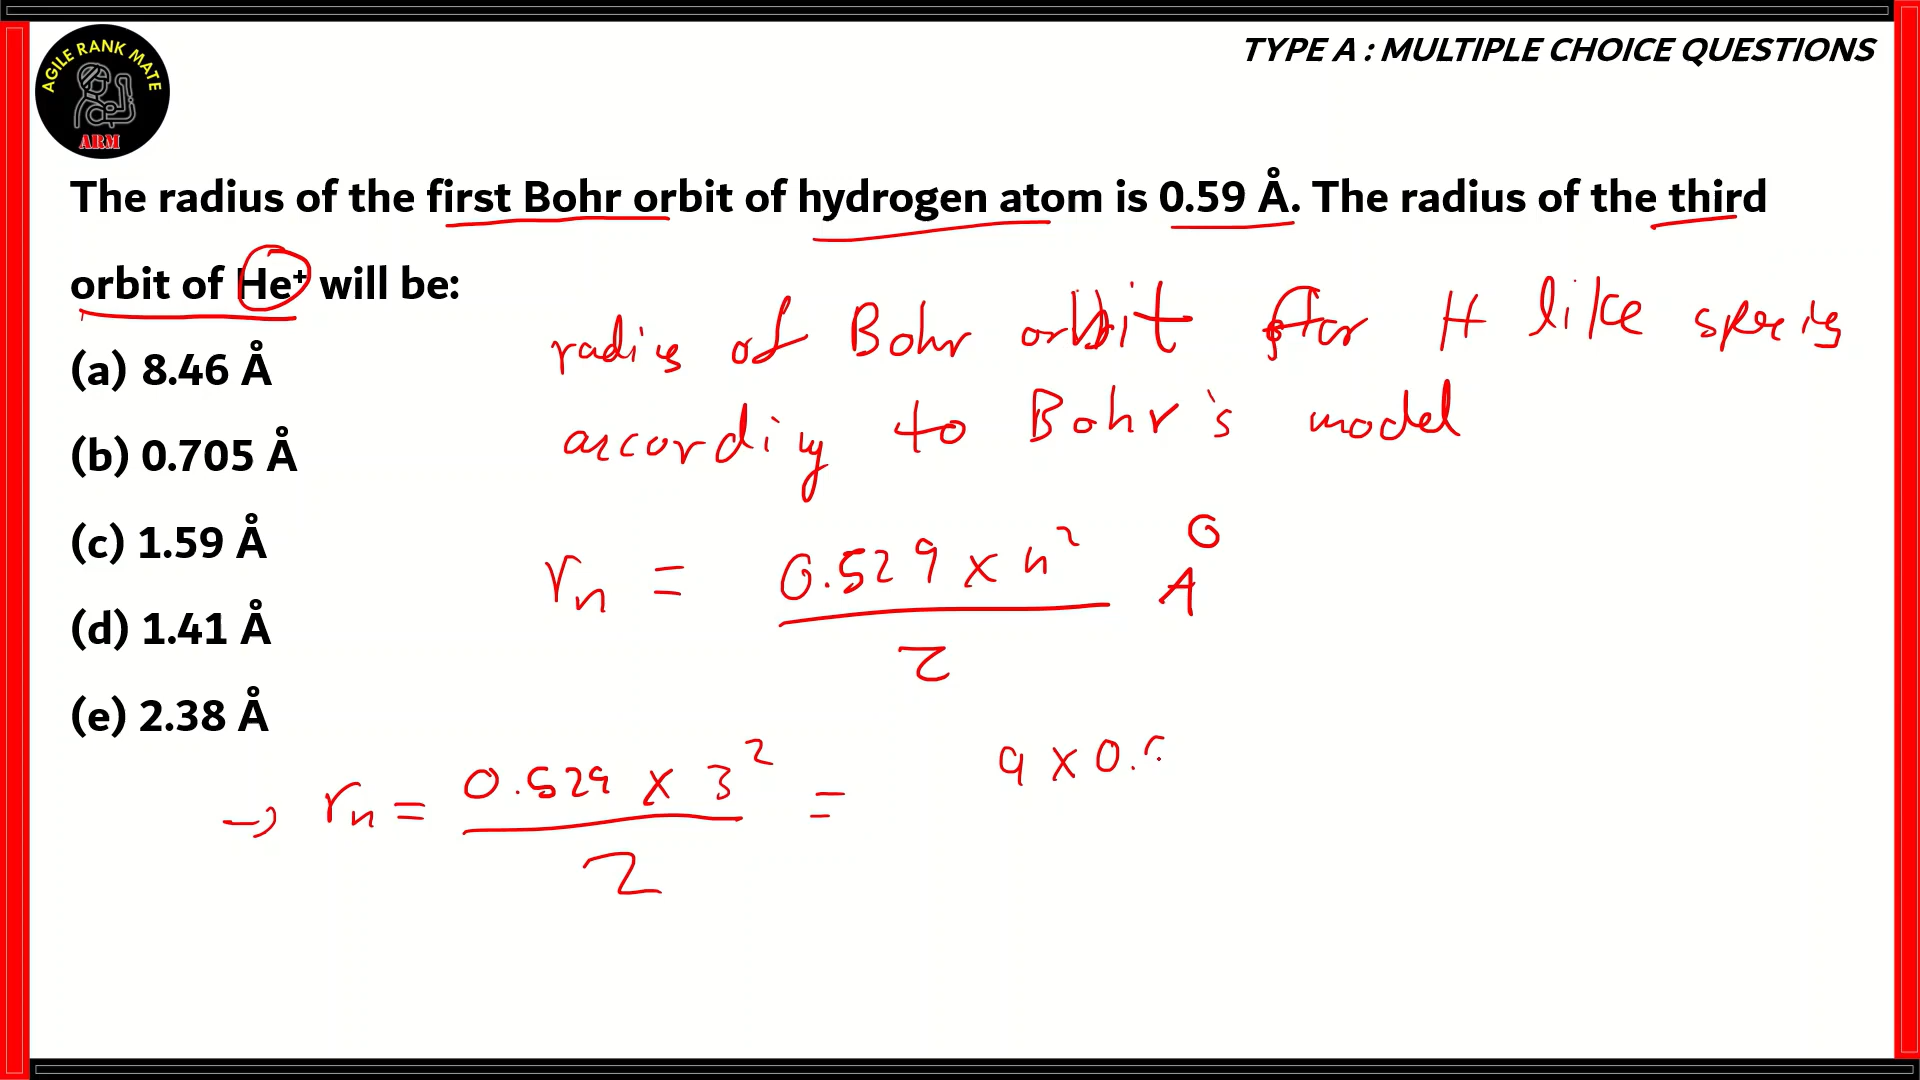 AGILE RANK MATE
ARM
TYPE A : MULTIPLE CHOICE QUESTIONS
The radius of the first Bohr orbit of hydrogen atom is 0.59 Å. The radius of the third
orbit of He⁺ will be:
radius of Bohr orbit for H like species
according to Bohr's model
(a) 8.46 Å
(b) 0.705 Å
(c) 1.59 Å
(d) 1.41 Å
(e) 2.38 Å
rₙ = 0.529 × n² / Z Å
→ rₙ = 0.529 × 3² / 2 = 9 × 0.